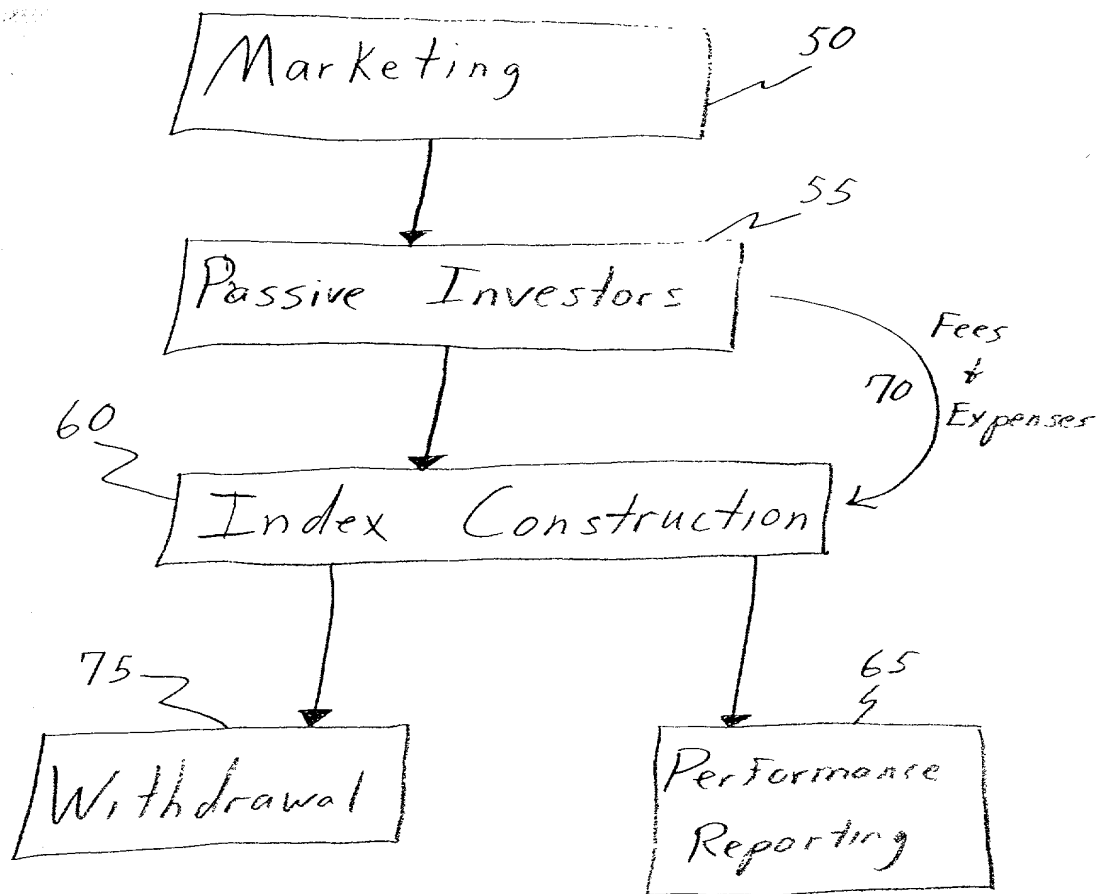 Marketing
50
55
Passive Investors
Fees
70
&
Expenses
60
Index Construction
75
65
Withdrawal
Performance
Reporting